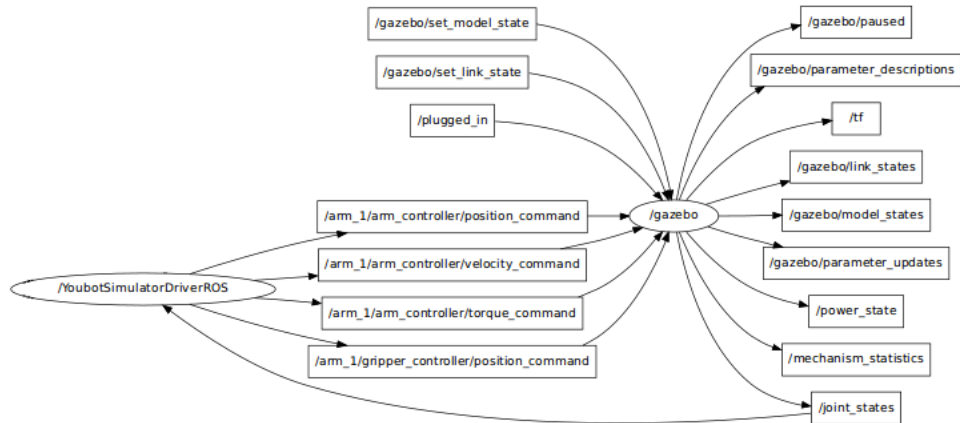 /gazebo/set_model_state
/gazebo/set_link_state
/plugged_in
/YoubotSimulatorDriverROS
/arm_1/arm_controller/position_command
/arm_1/arm_controller/velocity_command
/arm_1/arm_controller/torque_command
/arm_1/gripper_controller/position_command
/gazebo
/gazebo/paused
/gazebo/parameter_descriptions
/tf
/gazebo/link_states
/gazebo/model_states
/gazebo/parameter_updates
/power_state
/mechanism_statistics
/joint_states